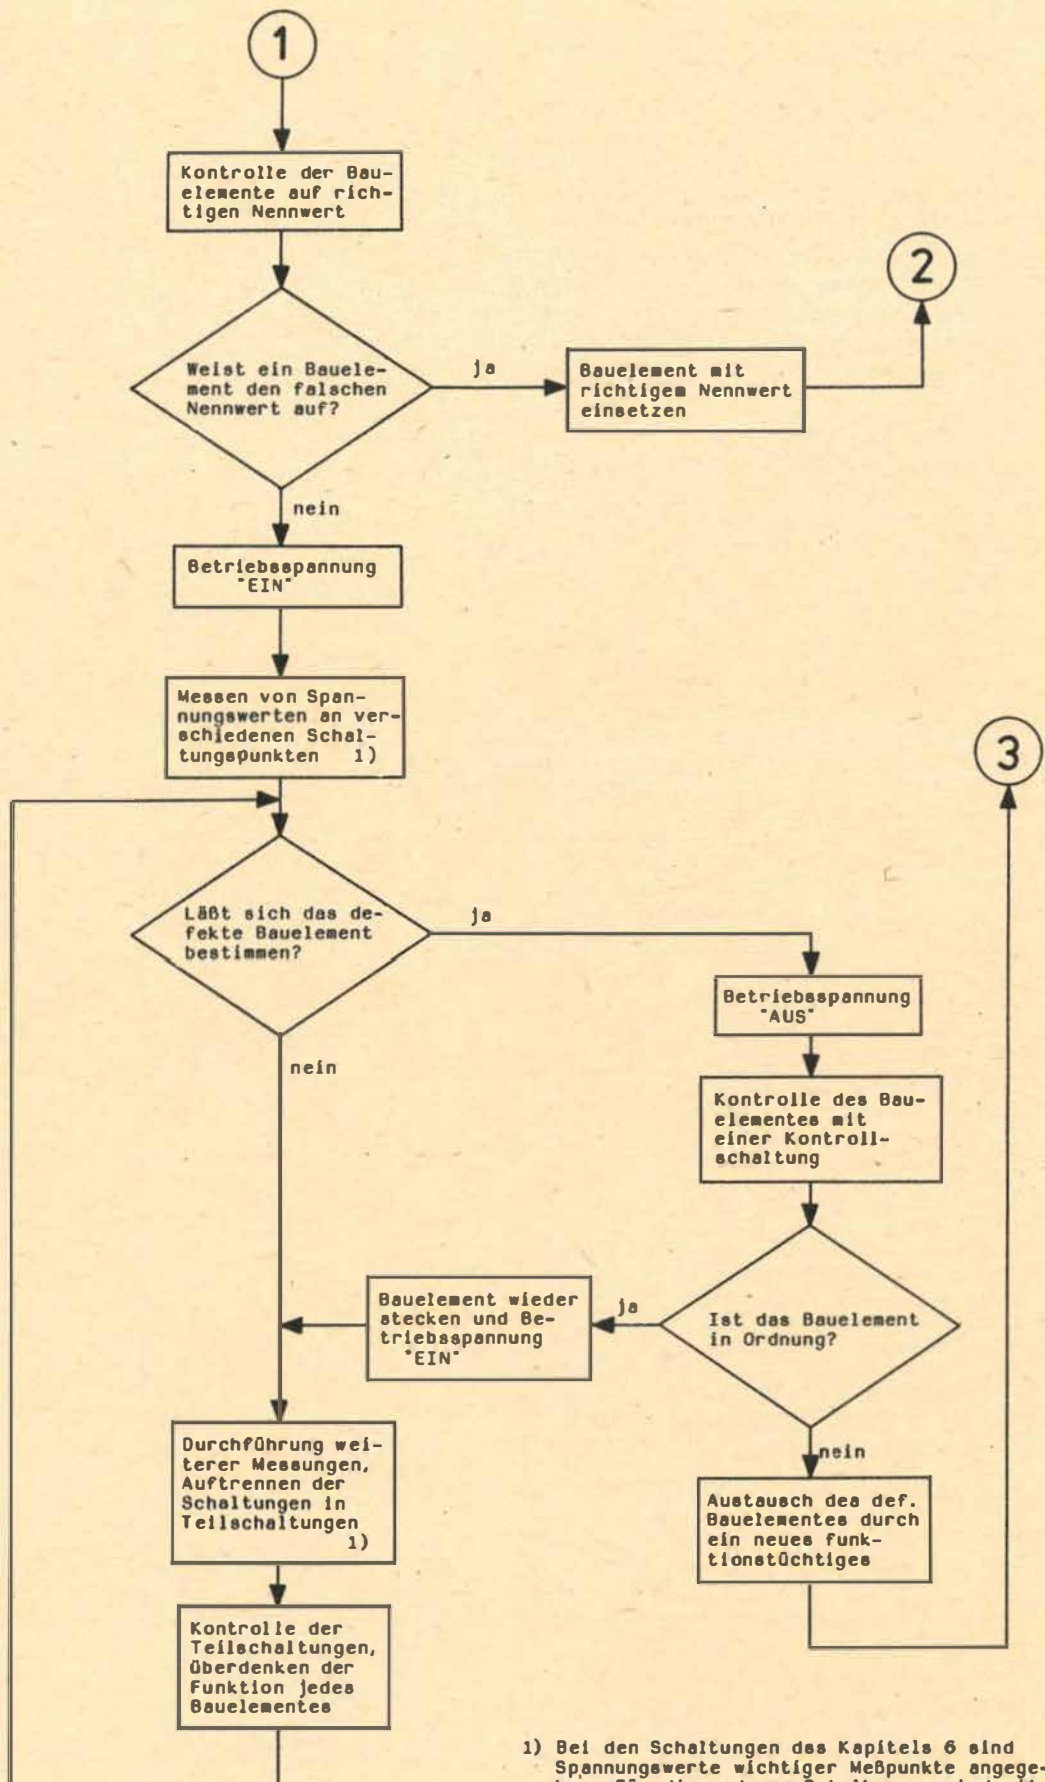 1
Kontrolle der Bau-
elemente auf rich-
tigen Nennwert
2
Weist ein Bauele-
ment den falschen
Nennwert auf?
ja
Bauelement mit
richtigem Nennwert
einsetzen
nein
Betriebsspannung
"EIN"
Messen von Span-
nungswerten an ver-
schiedenen Schal-
tungspunkten 1)
3
Läßt sich das de-
fekte Bauelement
bestimmen?
ja
Betriebsspannung
"AUS"
nein
Kontrolle des Bau-
elementes mit
einer Kontroll-
schaltung
Ist das Bauelement
in Ordnung?
ja
Bauelement wieder
stecken und Be-
triebsspannung
"EIN"
nein
Durchführung wei-
terer Messungen,
Auftrennen der
Schaltungen in
Teilschaltungen
1)
Austausch des def.
Bauelementes durch
ein neues funk-
tionstüchtiges
Kontrolle der
Teilschaltungen,
Überdenken der
Funktion jedes
Bauelementes
1) Bei den Schaltungen des Kapitels 6 sind
Spannungswerte wichtiger Meßpunkte angege-